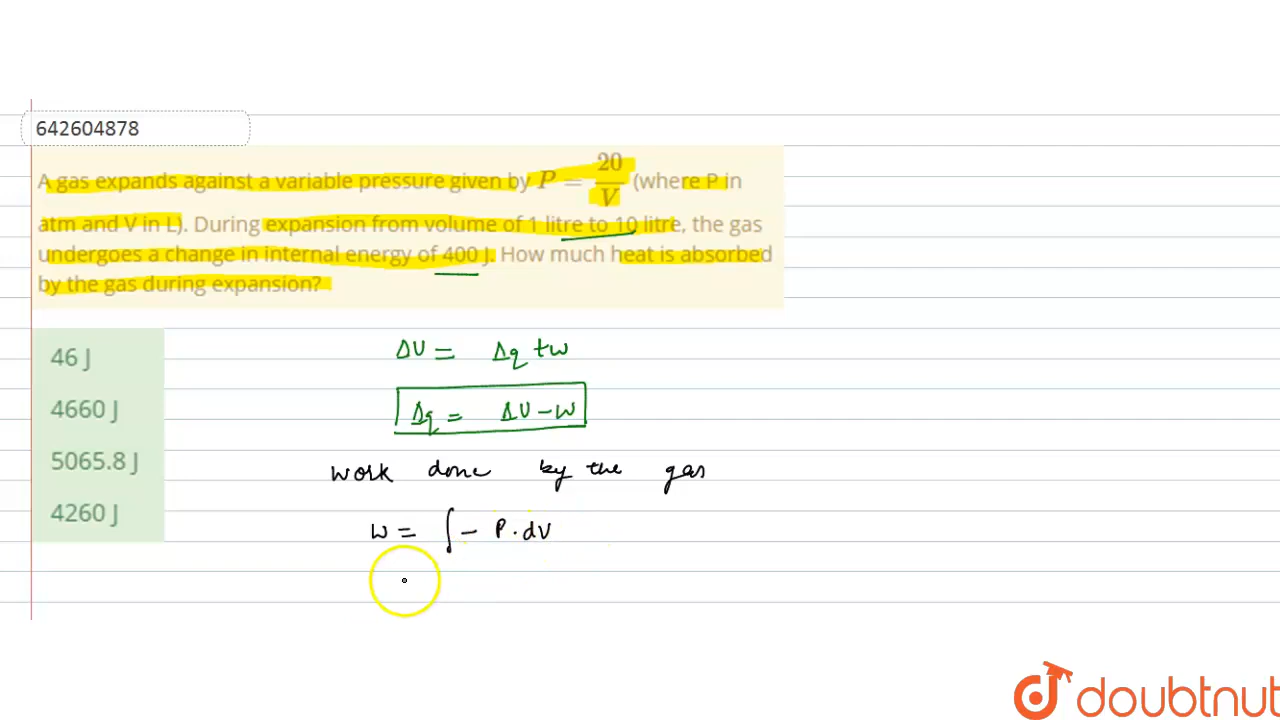 642604878
A gas expands against a variable pressure given by P = 20/V (where P in
atm and V in L). During expansion from volume of 1 litre to 10 litre, the gas
undergoes a change in internal energy of 400 J. How much heat is absorbed
by the gas during expansion?
46 J
4660 J
5065.8 J
4260 J
ΔU = Δq + w
Δq = ΔU - W
work done by the gas
W = ∫ - P. dV
doubtnut